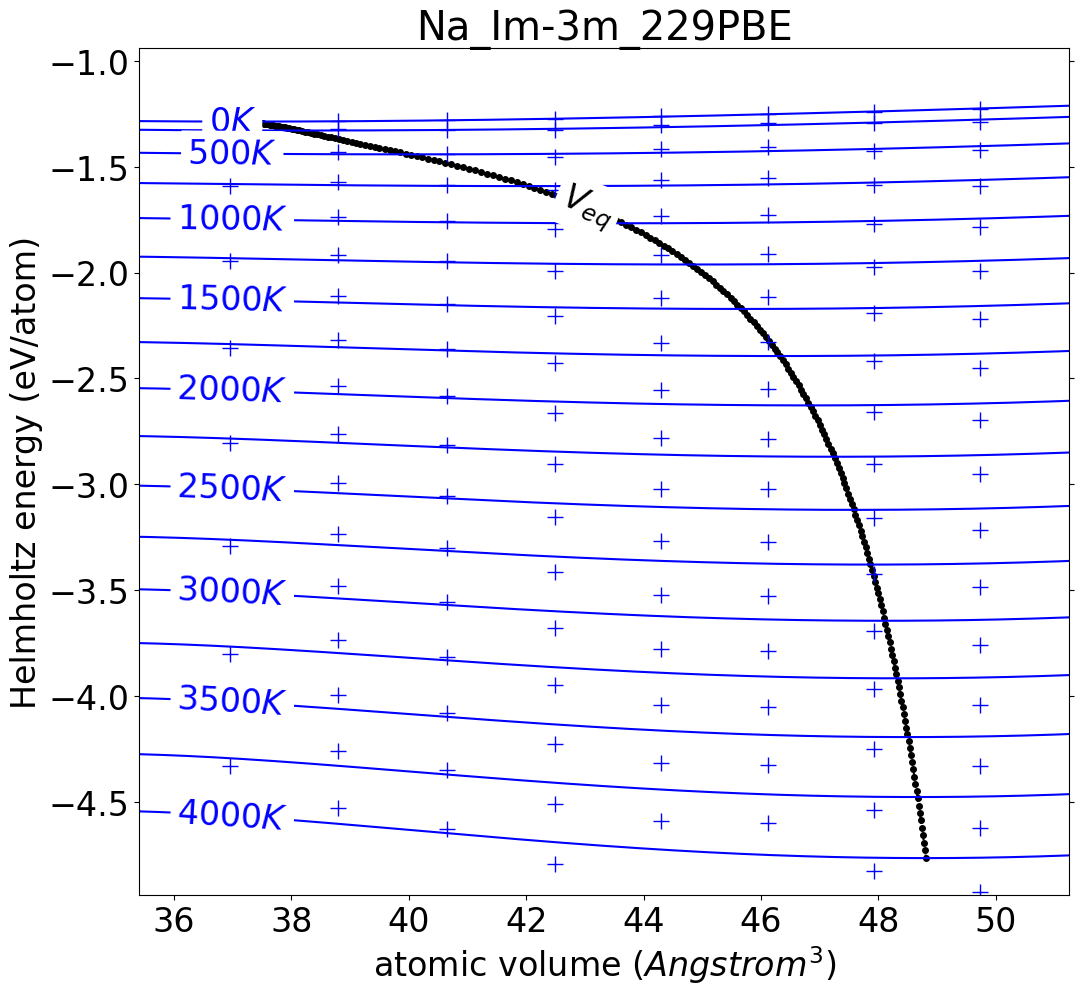 Na_Im-3m_229PBE
Helmholtz energy (eV/atom)
−1.0
−1.5
−2.0
−2.5
−3.0
−3.5
−4.0
−4.5
0K
500K
1000K
1500K
2000K
2500K
3000K
3500K
4000K
V_{eq}
36 38 40 42 44 46 48 50
atomic volume (Angstrom³)